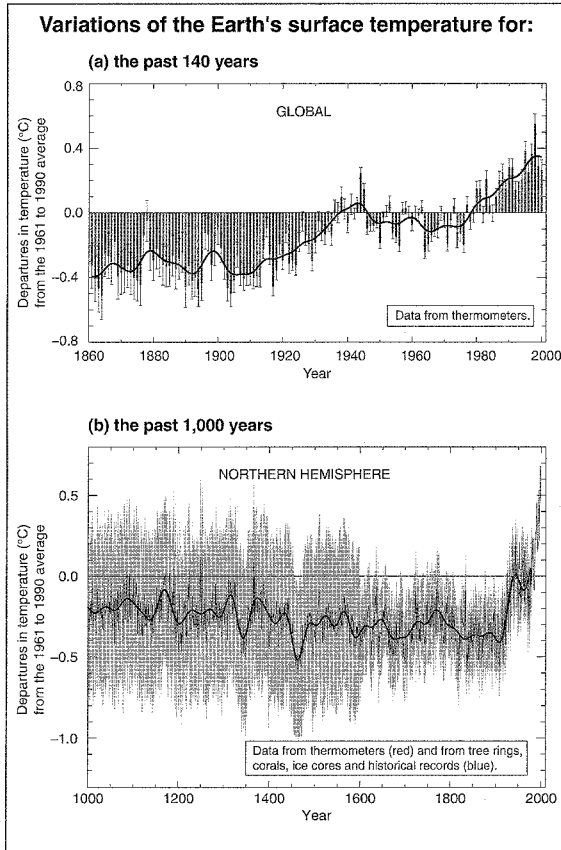 Variations of the Earth's surface temperature for:
(a) the past 140 years
GLOBAL
Departures in temperature (°C)
from the 1961 to 1990 average
0.8
0.4
0.0
−0.4
−0.8
Data from thermometers.
1860 1880 1900 1920 1940 1960 1980 2000
Year
(b) the past 1,000 years
NORTHERN HEMISPHERE
Departures in temperature (°C)
from the 1961 to 1990 average
0.5
0.0
−0.5
−1.0
Data from thermometers (red) and from tree rings,
corals, ice cores and historical records (blue).
1000 1200 1400 1600 1800 2000
Year